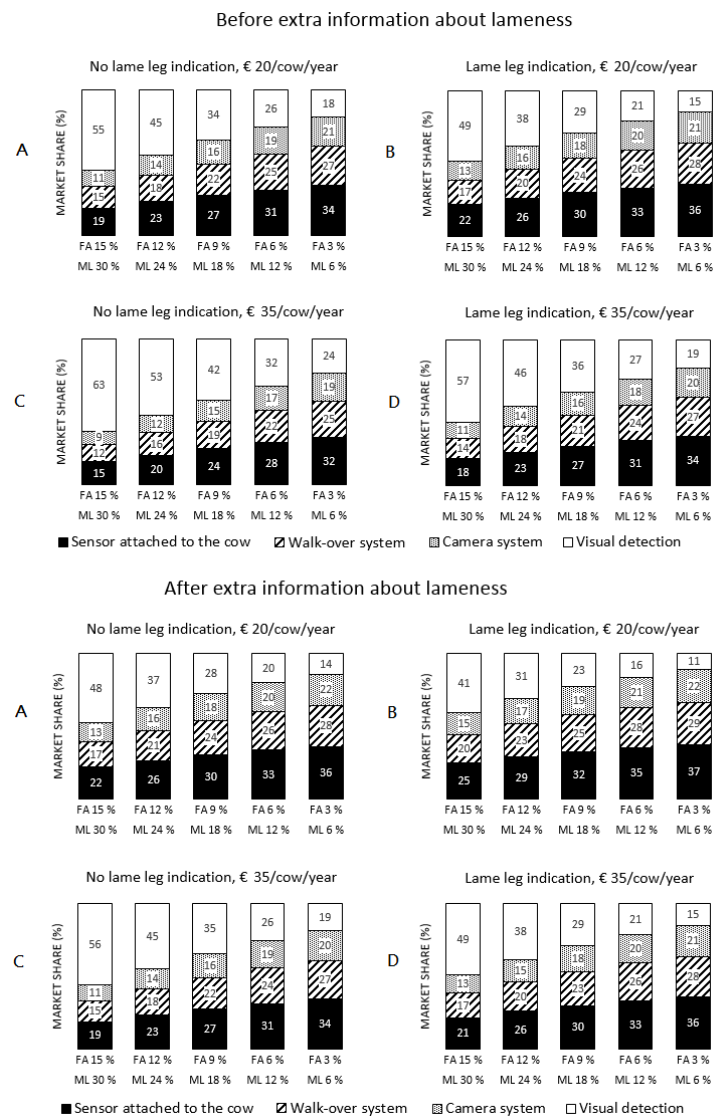 Before extra information about lameness
No lame leg indication, € 20/cow/year
A
MARKET SHARE (%)
55 45 34 26 18
11 14 16 19 21
15 18 22 25 27
19 23 27 31 34
FA 15 % FA 12 % FA 9 % FA 6 % FA 3 %
ML 30 % ML 24 % ML 18 % ML 12 % ML 6 %
Lame leg indication, € 20/cow/year
B
MARKET SHARE (%)
49 38 29 21 15
13 16 18 20 21
17 20 24 26 28
22 26 30 33 36
FA 15 % FA 12 % FA 9 % FA 6 % FA 3 %
ML 30 % ML 24 % ML 18 % ML 12 % ML 6 %
No lame leg indication, € 35/cow/year
C
MARKET SHARE (%)
63 53 42 32 24
9 12 15 17 19
12 16 19 22 25
15 20 24 28 32
FA 15 % FA 12 % FA 9 % FA 6 % FA 3 %
ML 30 % ML 24 % ML 18 % ML 12 % ML 6 %
Lame leg indication, € 35/cow/year
D
MARKET SHARE (%)
57 46 36 27 19
11 14 16 18 20
14 18 21 24 27
18 23 27 31 34
FA 15 % FA 12 % FA 9 % FA 6 % FA 3 %
ML 30 % ML 24 % ML 18 % ML 12 % ML 6 %
Sensor attached to the cow Walk-over system Camera system Visual detection
After extra information about lameness
No lame leg indication, € 20/cow/year
A
MARKET SHARE (%)
48 37 28 20 14
13 16 18 20 22
17 21 24 26 28
22 26 30 33 36
FA 15 % FA 12 % FA 9 % FA 6 % FA 3 %
ML 30 % ML 24 % ML 18 % ML 12 % ML 6 %
Lame leg indication, € 20/cow/year
B
MARKET SHARE (%)
41 31 23 16 11
15 17 19 21 22
20 23 25 28 29
25 29 32 35 37
FA 15 % FA 12 % FA 9 % FA 6 % FA 3 %
ML 30 % ML 24 % ML 18 % ML 12 % ML 6 %
No lame leg indication, € 35/cow/year
C
MARKET SHARE (%)
56 45 35 26 19
11 14 16 19 20
15 18 22 24 27
19 23 27 31 34
FA 15 % FA 12 % FA 9 % FA 6 % FA 3 %
ML 30 % ML 24 % ML 18 % ML 12 % ML 6 %
Lame leg indication, € 35/cow/year
D
MARKET SHARE (%)
49 38 29 21 15
13 15 18 20 21
17 20 23 26 28
21 26 30 33 36
FA 15 % FA 12 % FA 9 % FA 6 % FA 3 %
ML 30 % ML 24 % ML 18 % ML 12 % ML 6 %
Sensor attached to the cow Walk-over system Camera system Visual detection